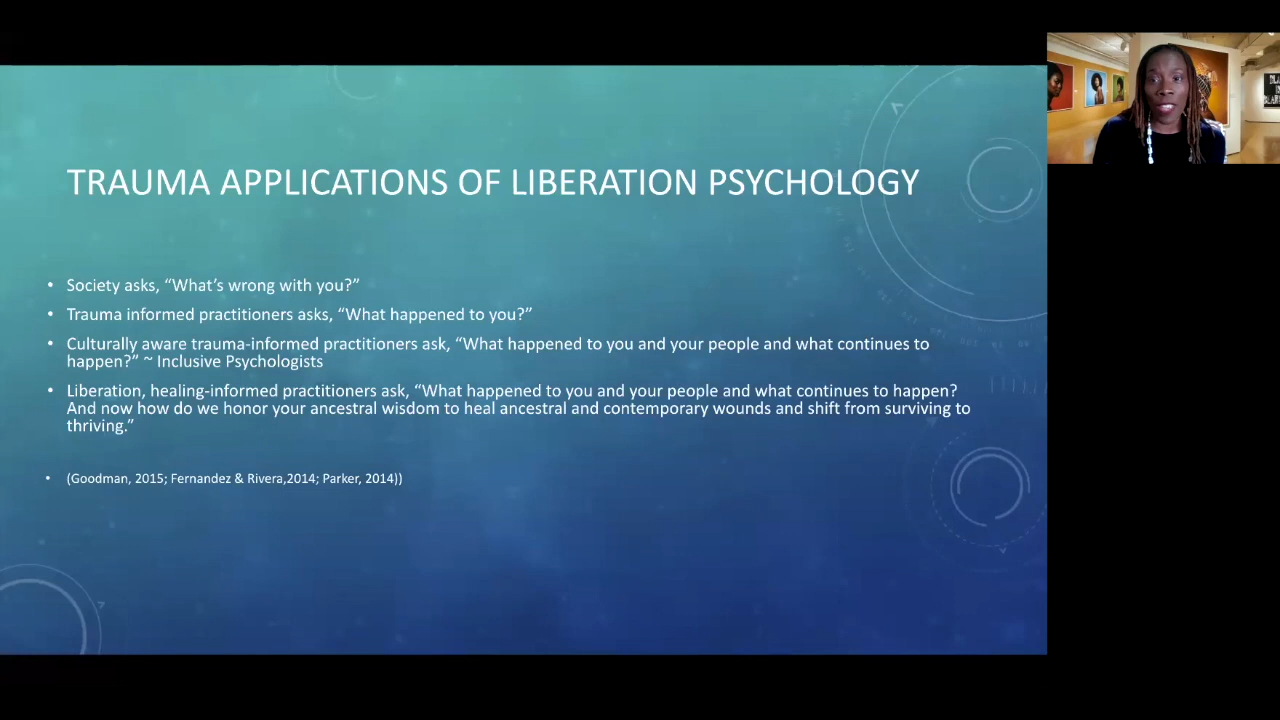 TRAUMA APPLICATIONS OF LIBERATION PSYCHOLOGY
• Society asks, “What’s wrong with you?”
• Trauma informed practitioners asks, “What happened to you?”
• Culturally aware trauma-informed practitioners ask, “What happened to you and your people and what continues to
happen?” ~ Inclusive Psychologists
• Liberation, healing-informed practitioners ask, “What happened to you and your people and what continues to happen?
And now how do we honor your ancestral wisdom to heal ancestral and contemporary wounds and shift from surviving to
thriving.”
• (Goodman, 2015; Fernandez & Rivera,2014; Parker, 2014))